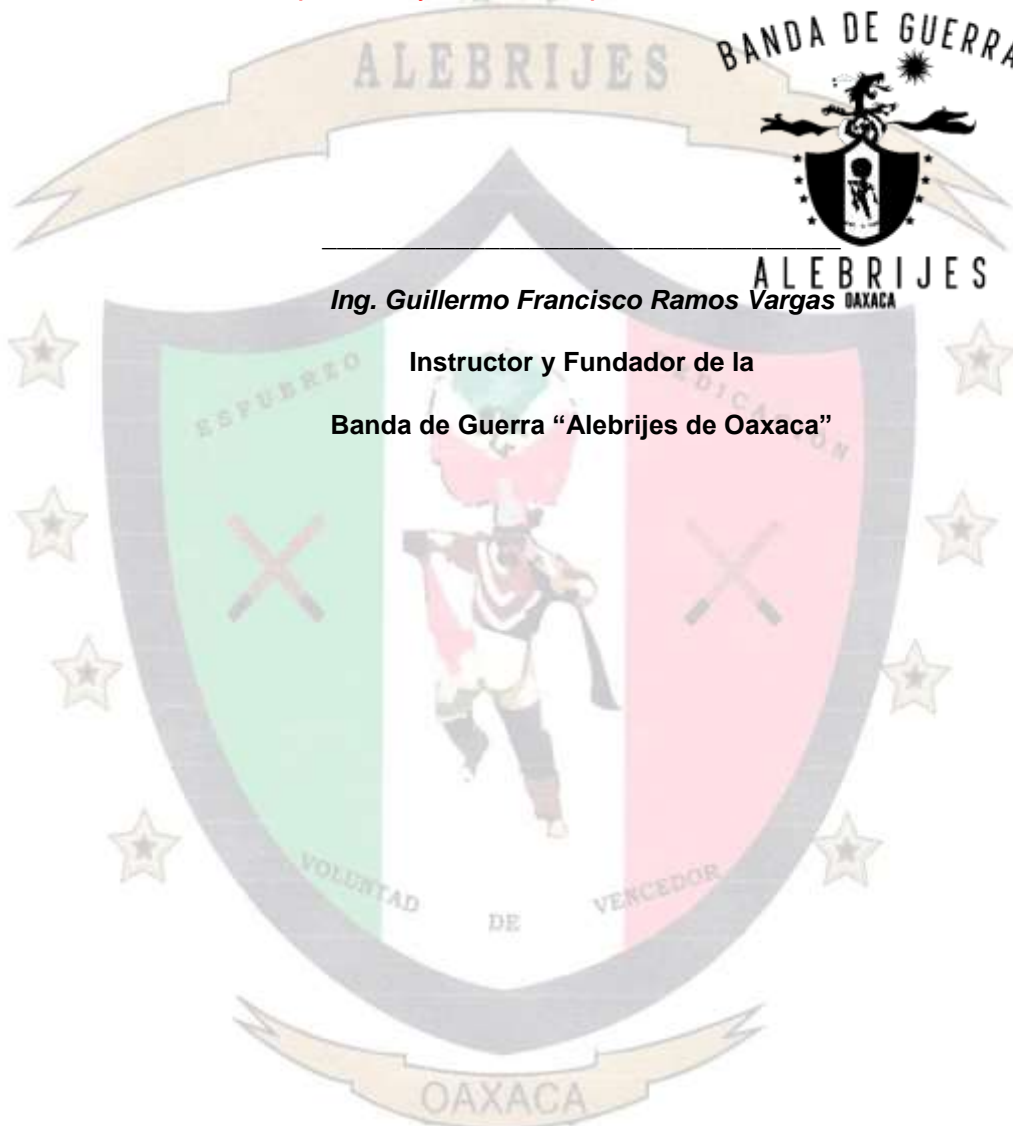 ALEBRIJES
BANDA DE GUERRA
ALEBRIJES
OAXACA
Ing. Guillermo Francisco Ramos Vargas
Instructor y Fundador de la
Banda de Guerra “Alebrijes de Oaxaca”
ESFUERZO
DEDICACIÓN
VOLUNTAD
DE
VENCEDOR
OAXACA